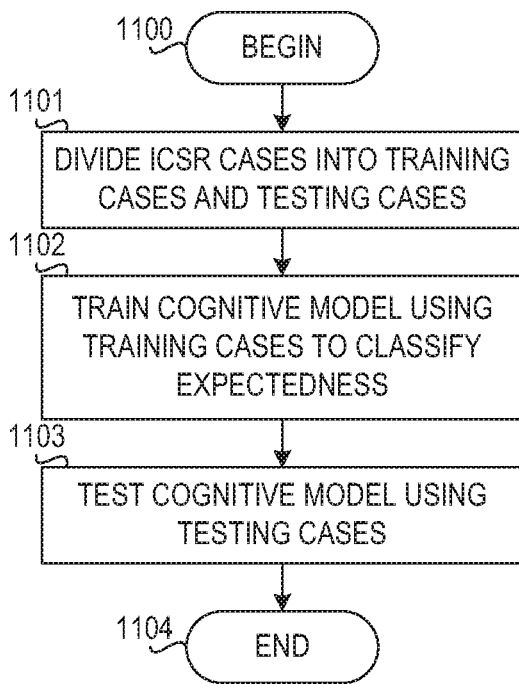 1100
BEGIN
1101
DIVIDE ICSR CASES INTO TRAINING
CASES AND TESTING CASES
1102
TRAIN COGNITIVE MODEL USING
TRAINING CASES TO CLASSIFY
EXPECTEDNESS
1103
TEST COGNITIVE MODEL USING
TESTING CASES
1104
END